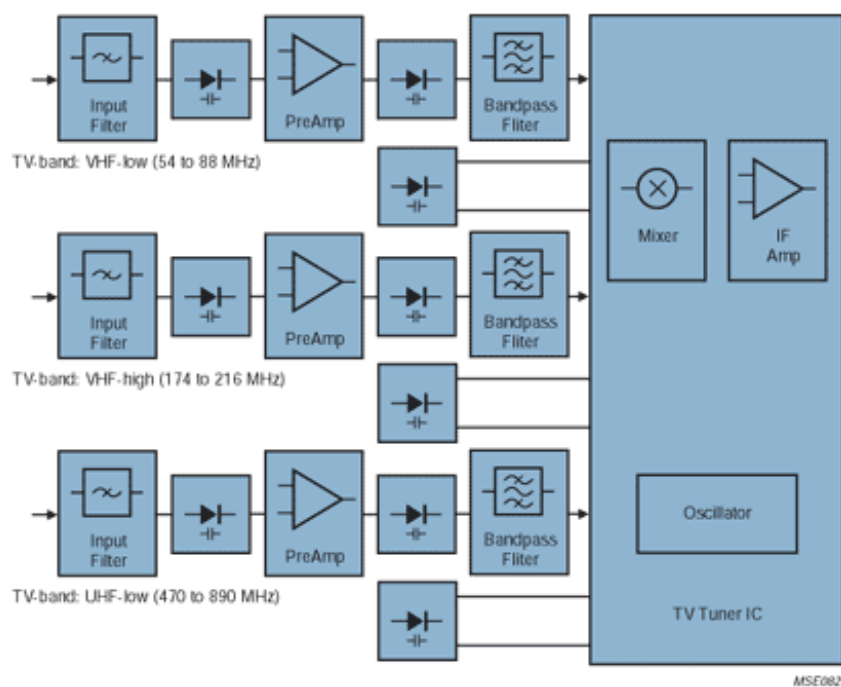 Input
Filter
PreAmp
Bandpass
Fliter
TV-band: VHF-low (54 to 88 MHz)
Mixer
IF
Amp
Input
Filter
PreAmp
Bandpass
Fliter
TV-band: VHF-high (174 to 216 MHz)
Input
Filter
PreAmp
Bandpass
Fliter
Oscillator
TV-band: UHF-low (470 to 890 MHz)
TV Tuner IC
MSE082